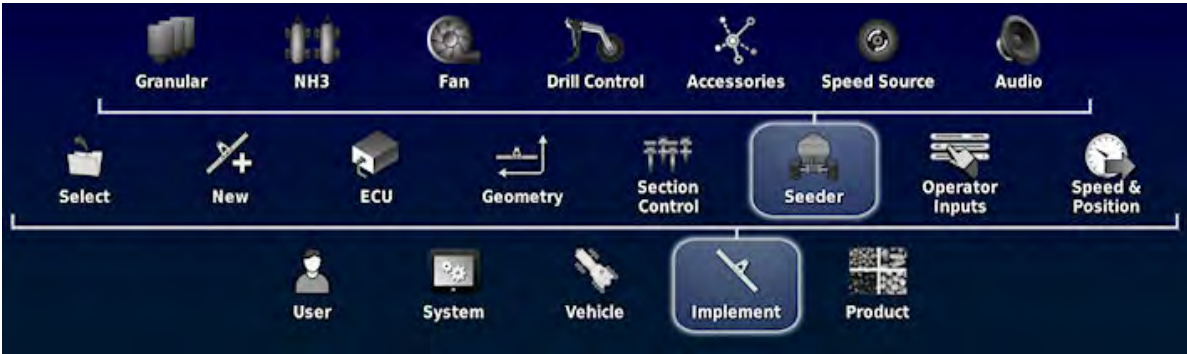 Granular
NH3
Fan
Drill Control
Accessories
Speed Source
Audio
Select
New
ECU
Geometry
Section
Control
Seeder
Operator
Inputs
Speed &
Position
User
System
Vehicle
Implement
Product